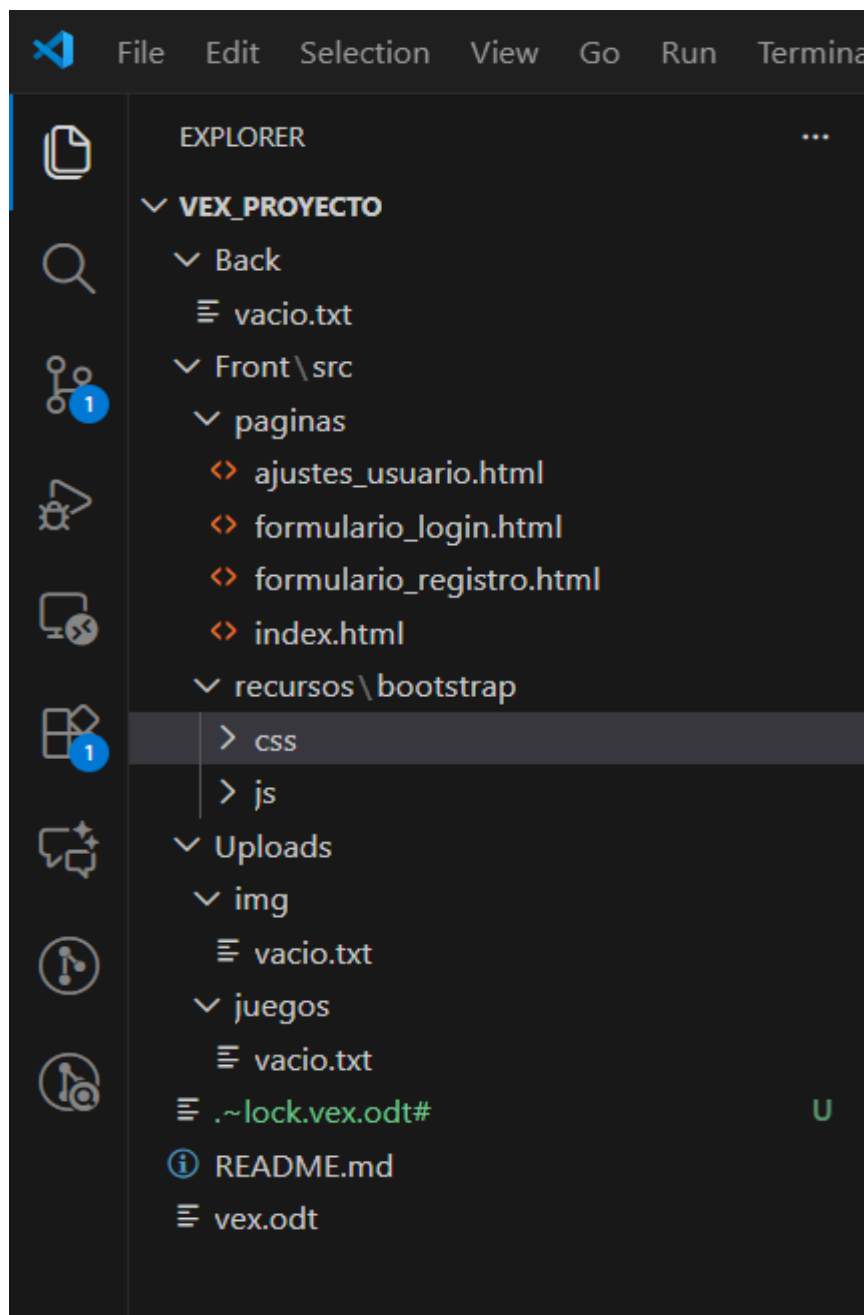 File Edit Selection View Go Run Termina
EXPLORER
VEX_PROYECTO
Back
vacio.txt
Front\src
paginas
ajustes_usuario.html
formulario_login.html
formulario_registro.html
index.html
recursos\bootstrap
css
js
Uploads
img
vacio.txt
juegos
vacio.txt
.~lock.vex.odt# U
README.md
vex.odt
1
1